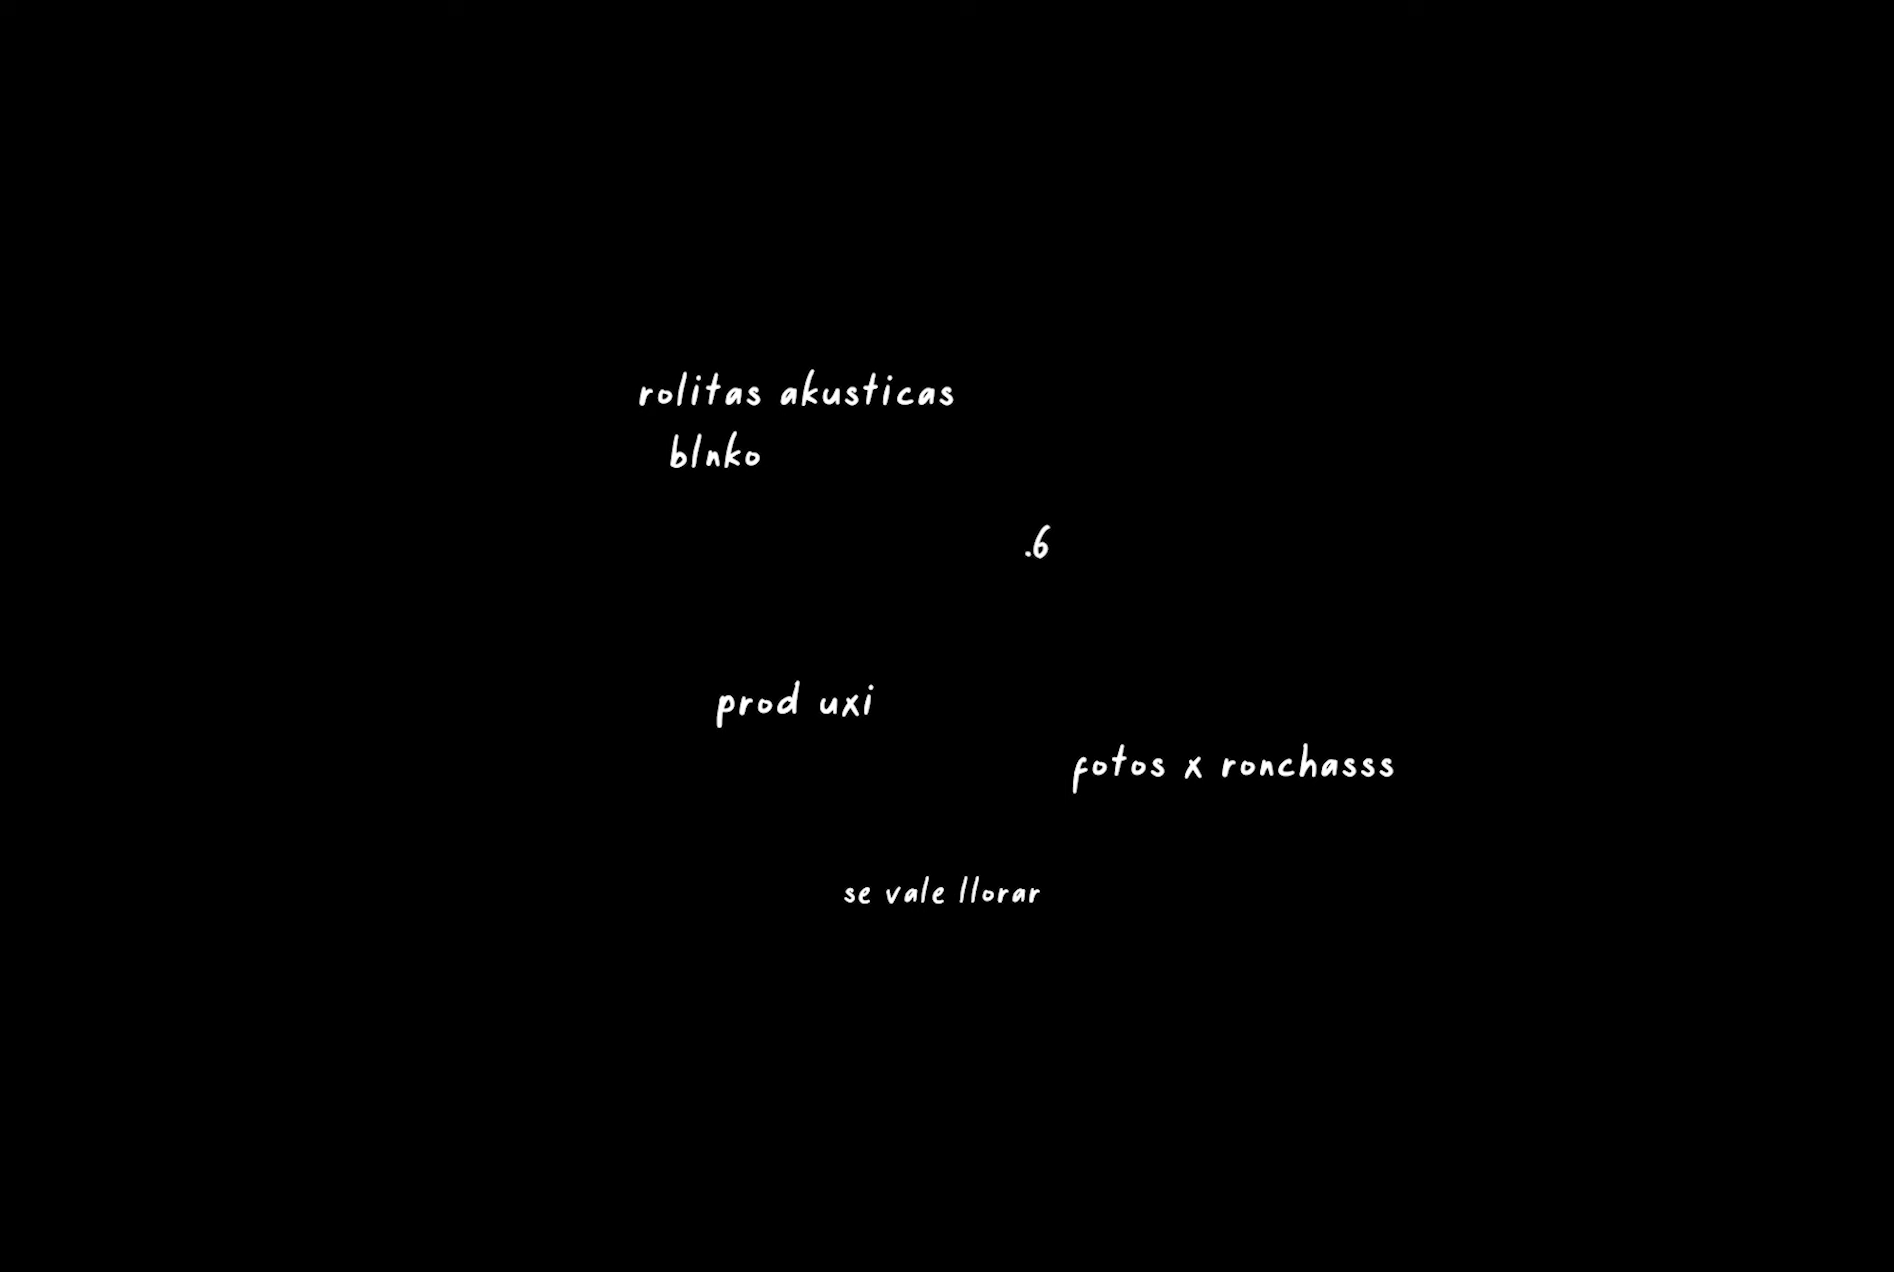 rolitas akusticas
blnko
.6
prod uxi
fotos x ronchasss
se vale llorar